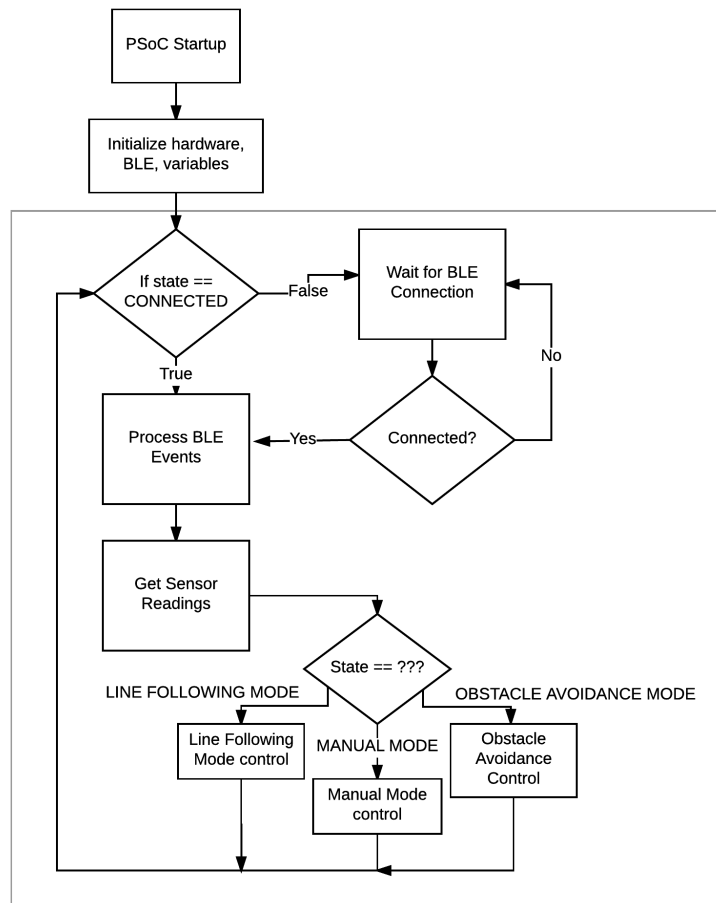 PSoC Startup
Initialize hardware,
BLE, variables
If state ==
CONNECTED
False
Wait for BLE
Connection
No
True
Connected?
Yes
Process BLE
Events
Get Sensor
Readings
State == ???
LINE FOLLOWING MODE
OBSTACLE AVOIDANCE MODE
Line Following
Mode control
MANUAL MODE
Obstacle
Avoidance
Control
Manual Mode
control